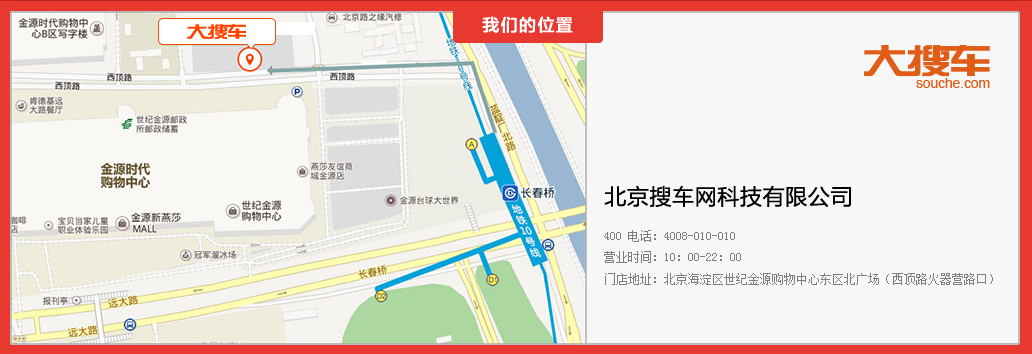 我们的位置
金源时代购物中
心B区写字楼
大搜车
北京路之缘汽修
地铁10号线
西顶路
西顶路
肯德基远
大路餐厅
P
世纪金源邮政
所邮政储蓄
蓝靛厂北路
A
金源时代
购物中心
燕莎友谊商
城金源店
长春桥
金源台球大世界
咖啡
店
宝贝当家儿童
职业体验乐园
金源新燕莎
MALL
世纪金源
购物中心
地铁10号线
冠军溜冰场
长春桥
D1
D2
报刊亭
远大路
远大路
大搜车
souche.com
北京搜车网科技有限公司
400 电话：4008-010-010
营业时间：10：00-22：00
门店地址：北京海淀区世纪金源购物中心东区北广场（西顶路火器营路口）